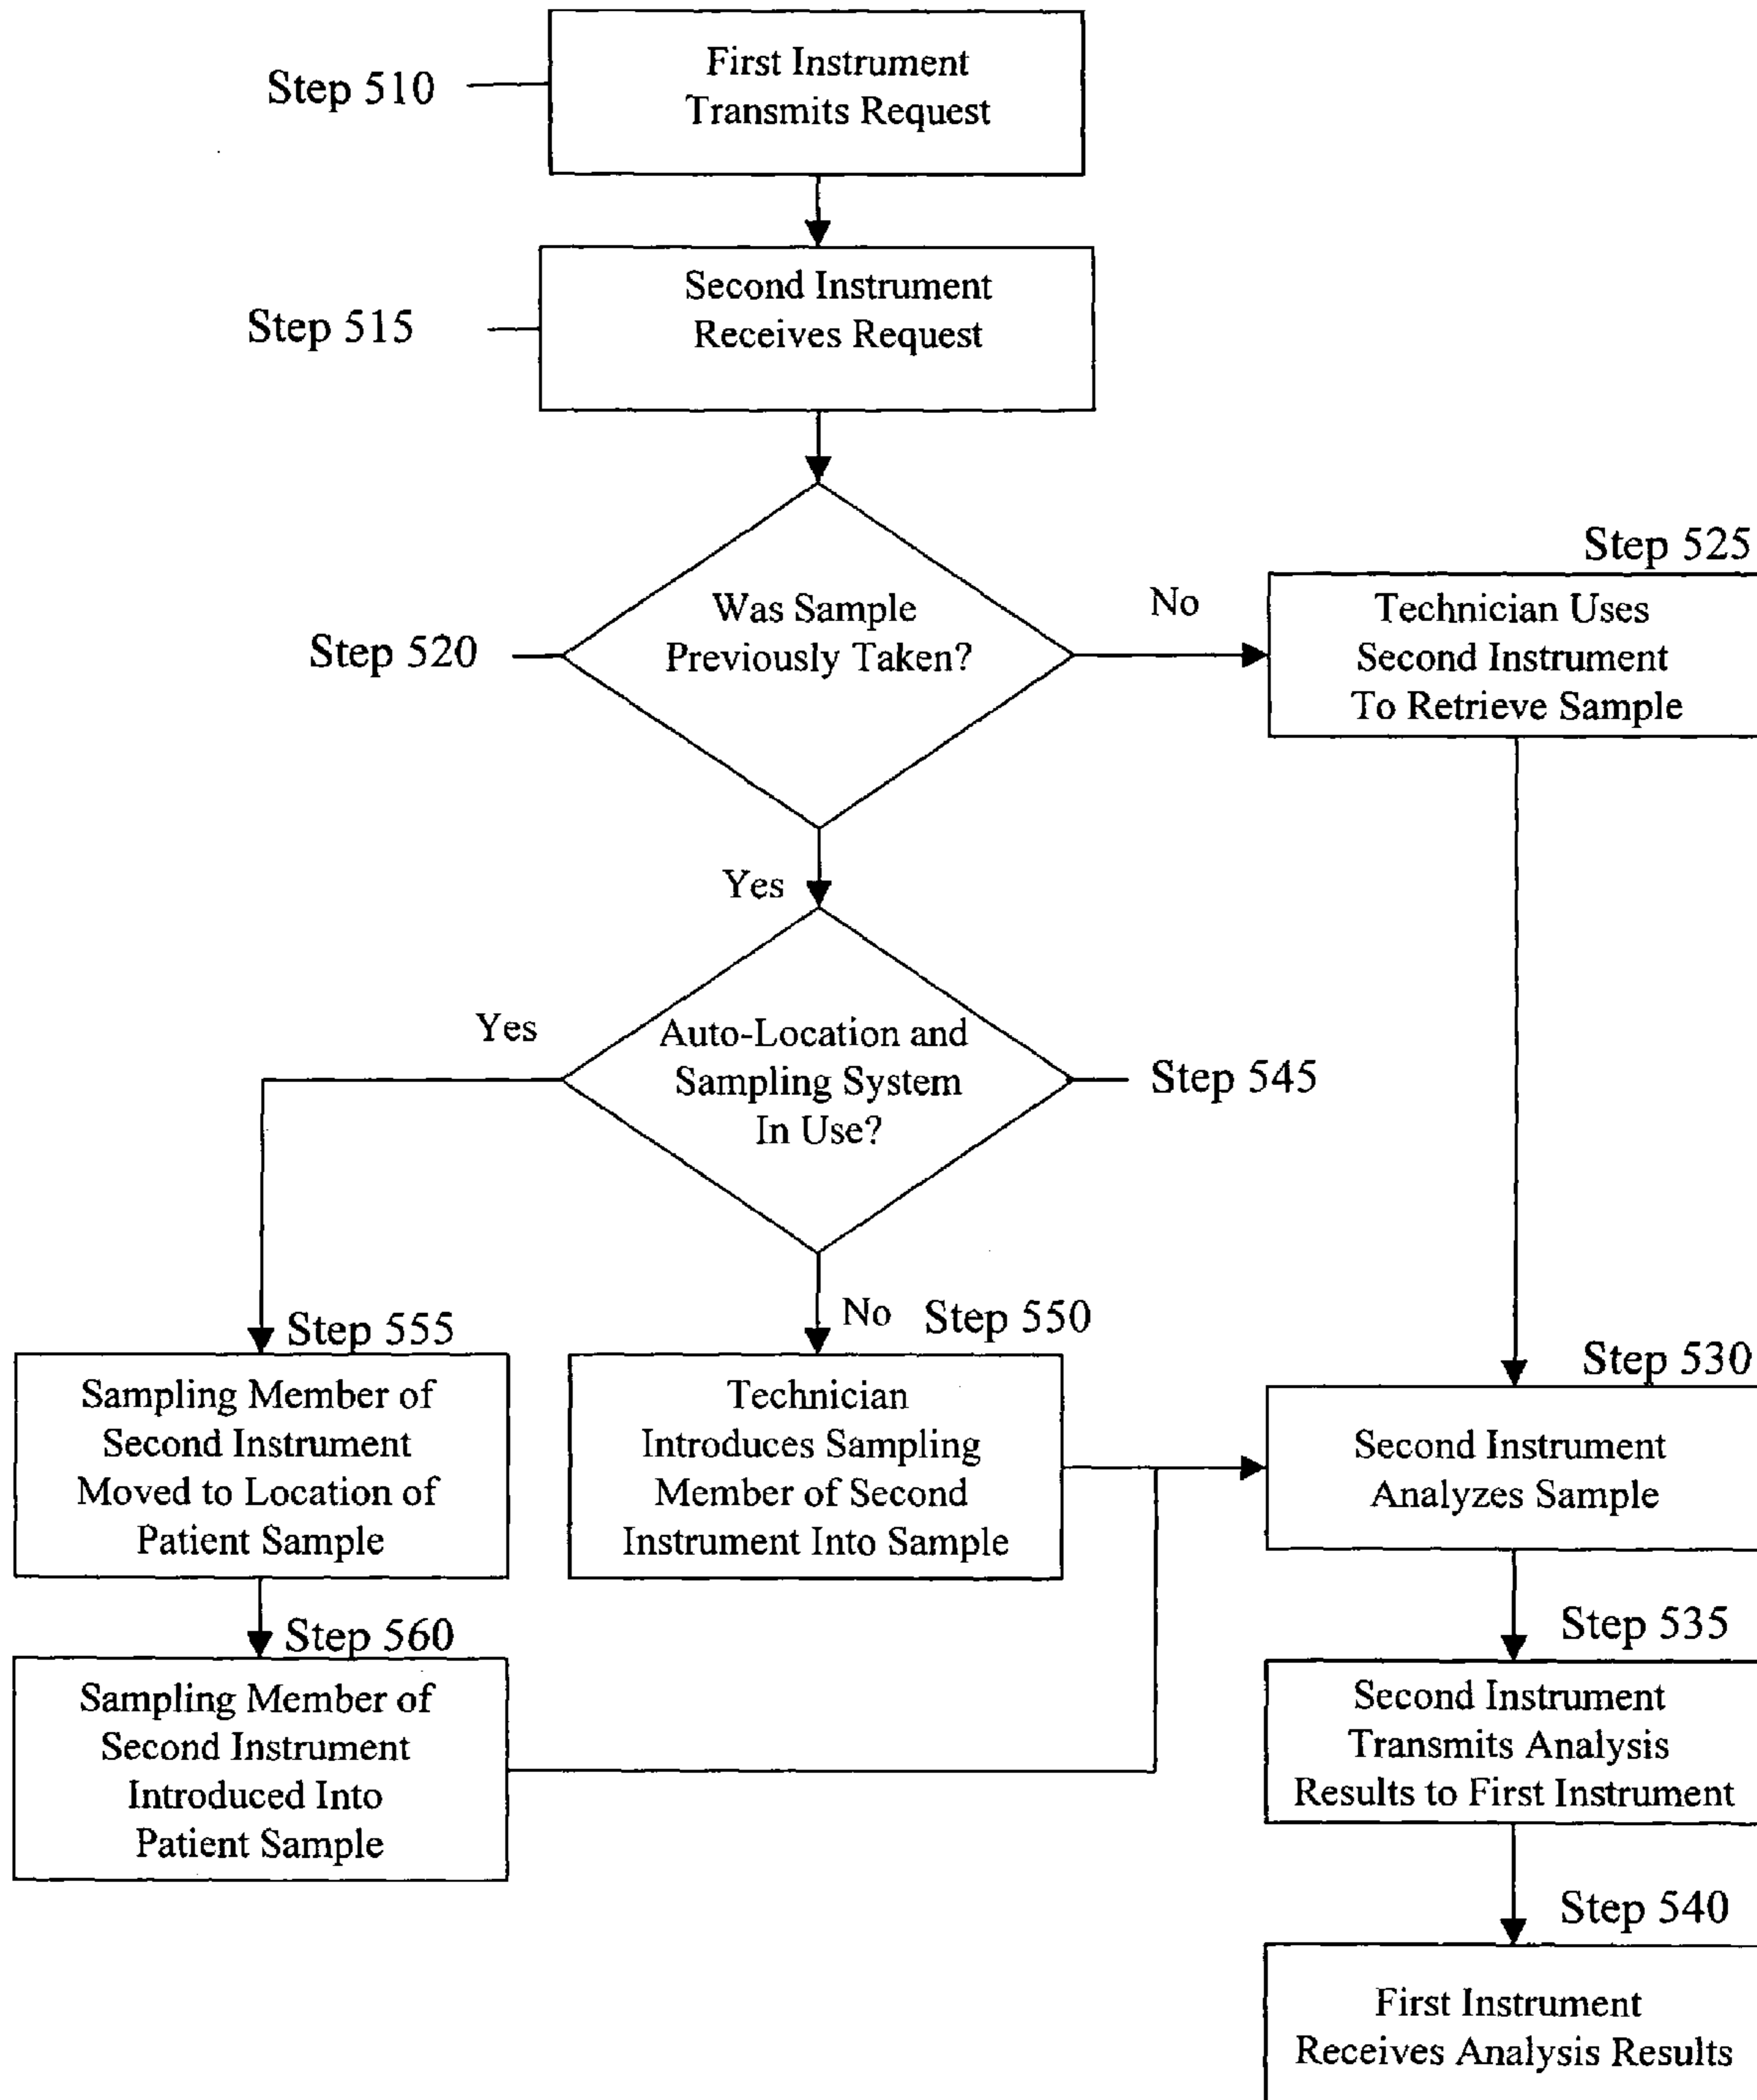 Step 510
First Instrument
Transmits Request
Step 515
Second Instrument
Receives Request
Step 520
Was Sample
Previously Taken?
No
Step 525
Technician Uses
Second Instrument
To Retrieve Sample
Yes
Yes
Auto-Location and
Sampling System
In Use?
Step 545
Step 555
Sampling Member of
Second Instrument
Moved to Location of
Patient Sample
No
Step 550
Technician
Introduces Sampling
Member of Second
Instrument Into Sample
Step 530
Second Instrument
Analyzes Sample
Step 560
Sampling Member of
Second Instrument
Introduced Into
Patient Sample
Step 535
Second Instrument
Transmits Analysis
Results to First Instrument
Step 540
First Instrument
Receives Analysis Results